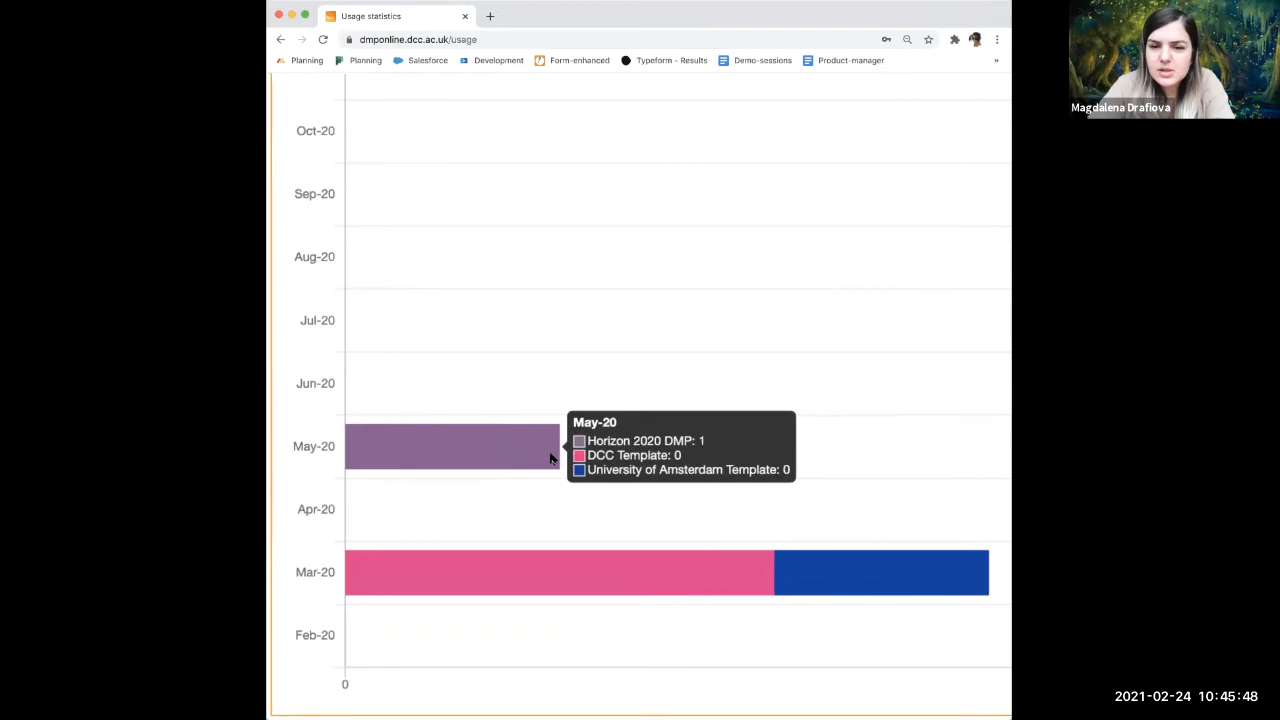 Usage statistics
dmponline.dcc.ac.uk/usage
Planning Planning Salesforce Development Form-enhanced Typeform - Results Demo-sessions Product-manager »
Magdalena Drafiova
Oct-20
Sep-20
Aug-20
Jul-20
Jun-20
May-20
May-20
Horizon 2020 DMP: 1
DCC Template: 0
University of Amsterdam Template: 0
Apr-20
Mar-20
Feb-20
0
2021-02-24 10:45:48